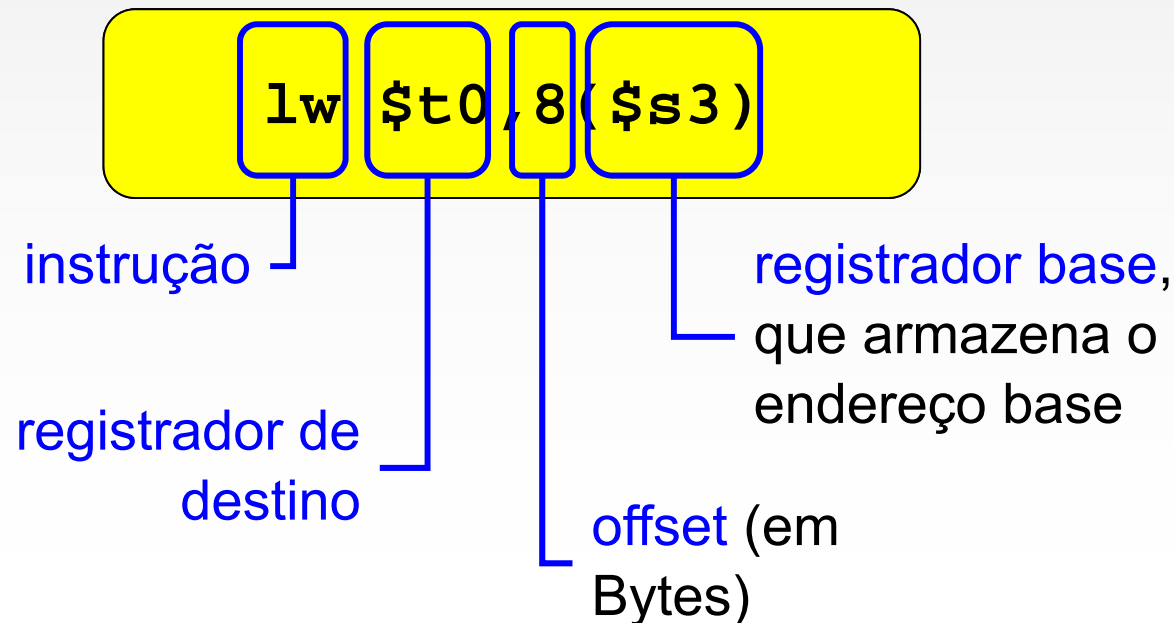 lw $t0,8($s3)
instrução
registrador base,
que armazena o
endereço base
registrador de
destino
offset (em
Bytes)